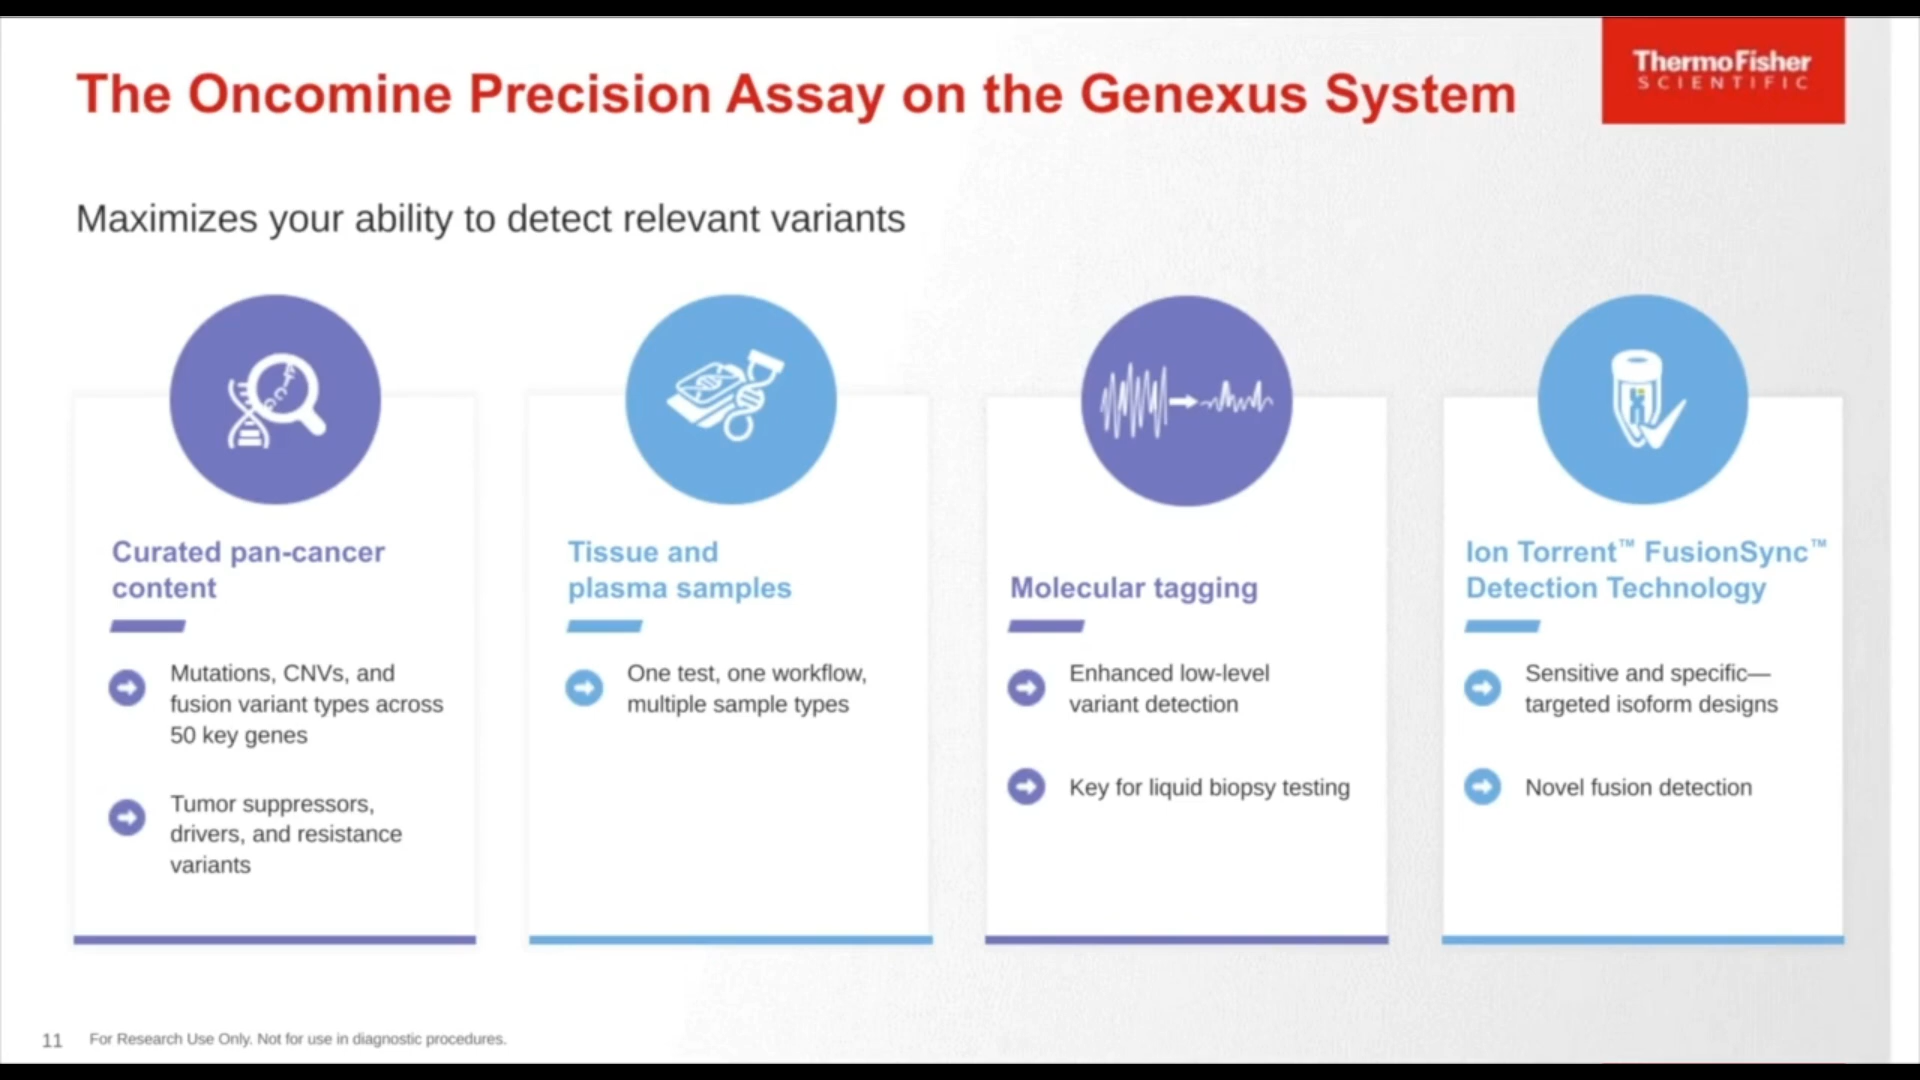 The Oncomine Precision Assay on the Genexus System
ThermoFisher
SCIENTIFIC
Maximizes your ability to detect relevant variants
Curated pan-cancer
content
Mutations, CNVs, and
fusion variant types across
50 key genes
Tumor suppressors,
drivers, and resistance
variants
Tissue and
plasma samples
One test, one workflow,
multiple sample types
Molecular tagging
Enhanced low-level
variant detection
Key for liquid biopsy testing
Ion Torrent™ FusionSync™
Detection Technology
Sensitive and specific—
targeted isoform designs
Novel fusion detection
11 For Research Use Only. Not for use in diagnostic procedures.